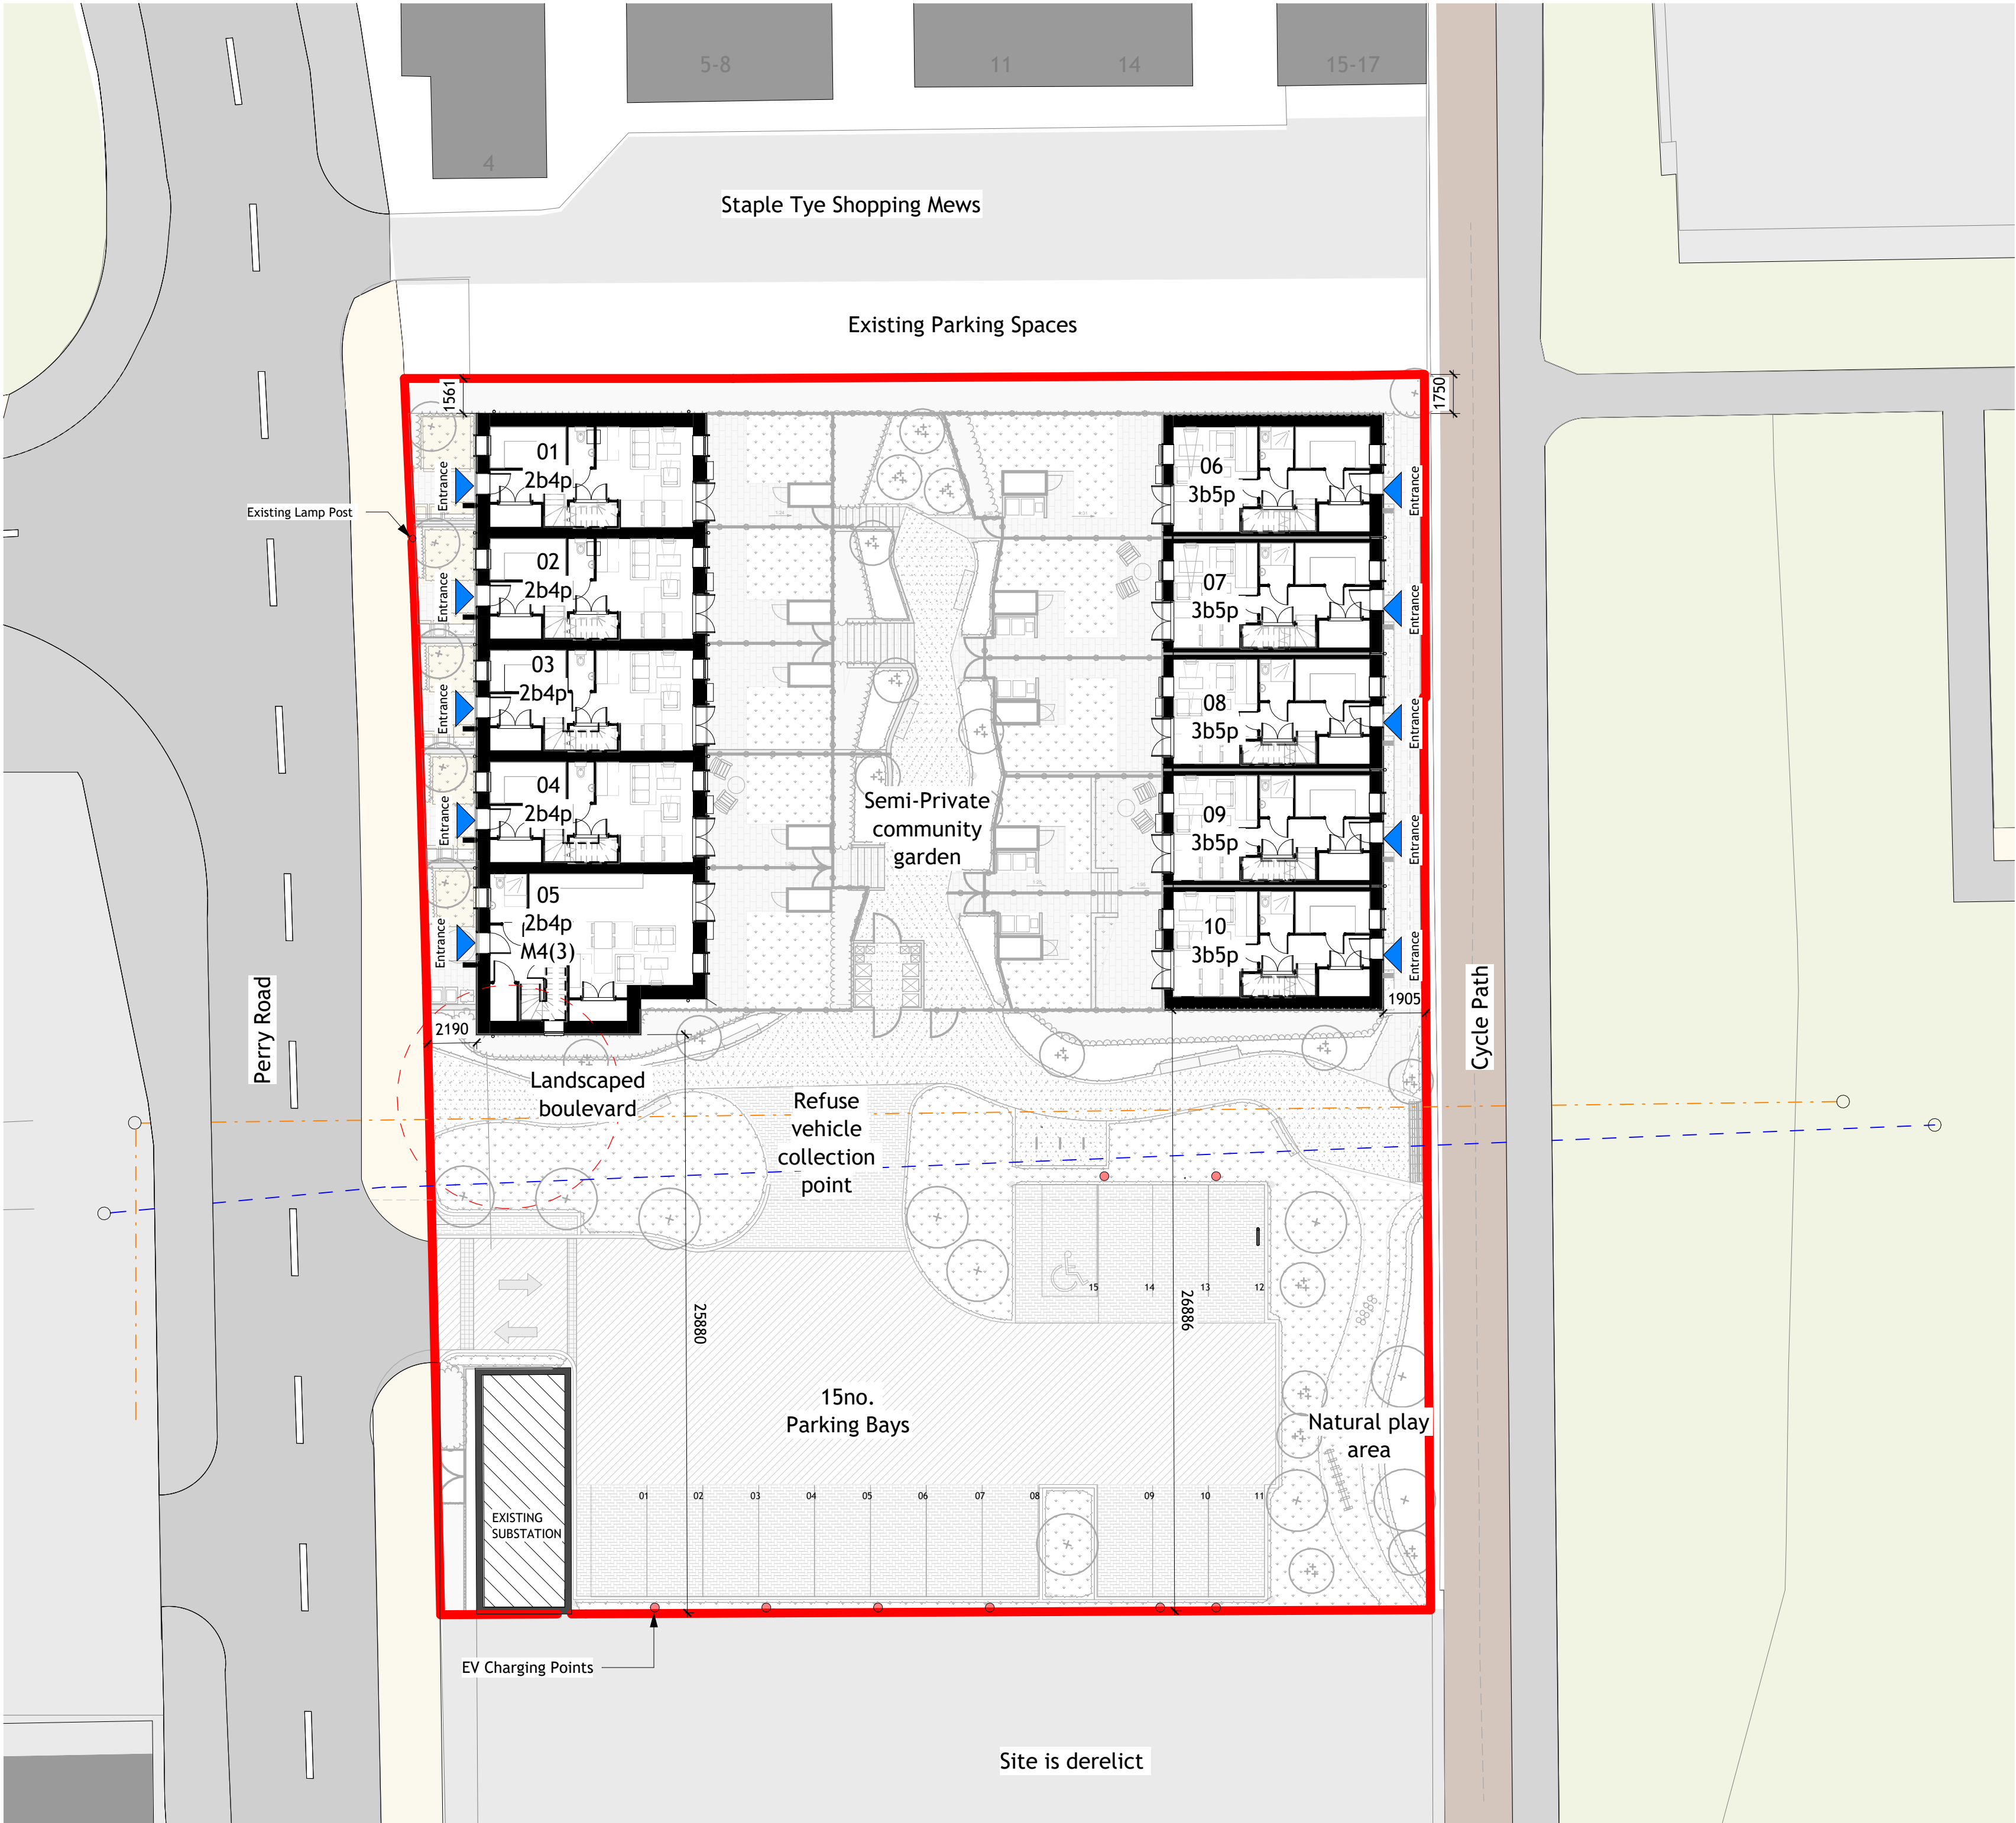 5-8
11
14
15-17
4
Staple Tye Shopping Mews
Existing Parking Spaces
1561
1750
Existing Lamp Post
Entrance
01
2b4p
Entrance
02
2b4p
Entrance
03
2b4p
Entrance
04
2b4p
Entrance
05
2b4p
M4(3)
06
3b5p
Entrance
07
3b5p
Entrance
08
3b5p
Entrance
09
3b5p
Entrance
10
3b5p
Entrance
Semi-Private
community
garden
2190
1905
Perry Road
Cycle Path
Landscaped
boulevard
Refuse
vehicle
collection
point
15
14
13
12
25880
26886
15no.
Parking Bays
Natural play
area
01
02
03
04
05
06
07
08
09
10
11
EXISTING
SUBSTATION
EV Charging Points
Site is derelict